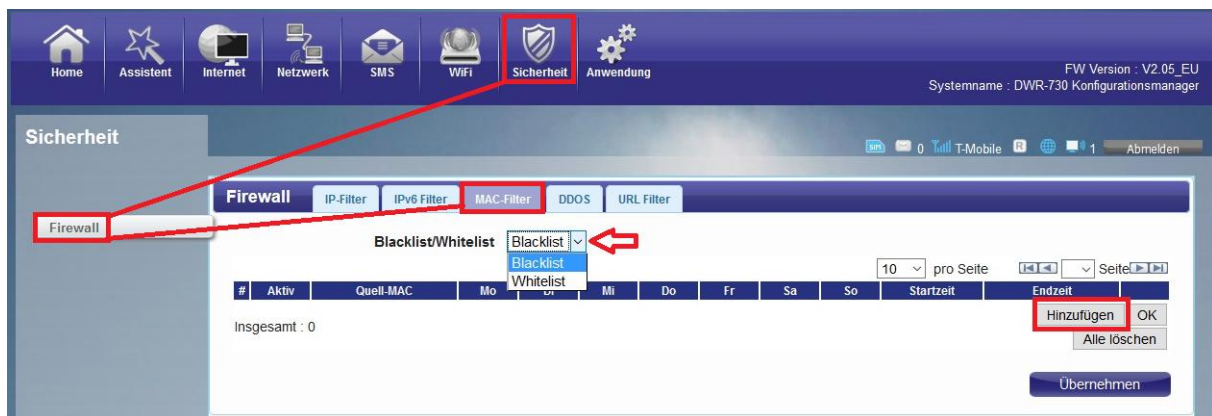 Home Assistent Internet Netzwerk SMS WiFi Sicherheit Anwendung
FW Version : V2.05_EU
Systemname : DWR-730 Konfigurationsmanager
Sicherheit
SIM 0 T-Mobile R 1 Abmelden
Firewall IP-Filter IPv6 Filter MAC-Filter DDOS URL Filter
Firewall
Blacklist/Whitelist Blacklist
Blacklist
Whitelist
10 pro Seite Seite
# Aktiv Quell-MAC Mo Di Mi Do Fr Sa So Startzeit Endzeit
Insgesamt : 0
Hinzufügen OK
Alle löschen
Übernehmen